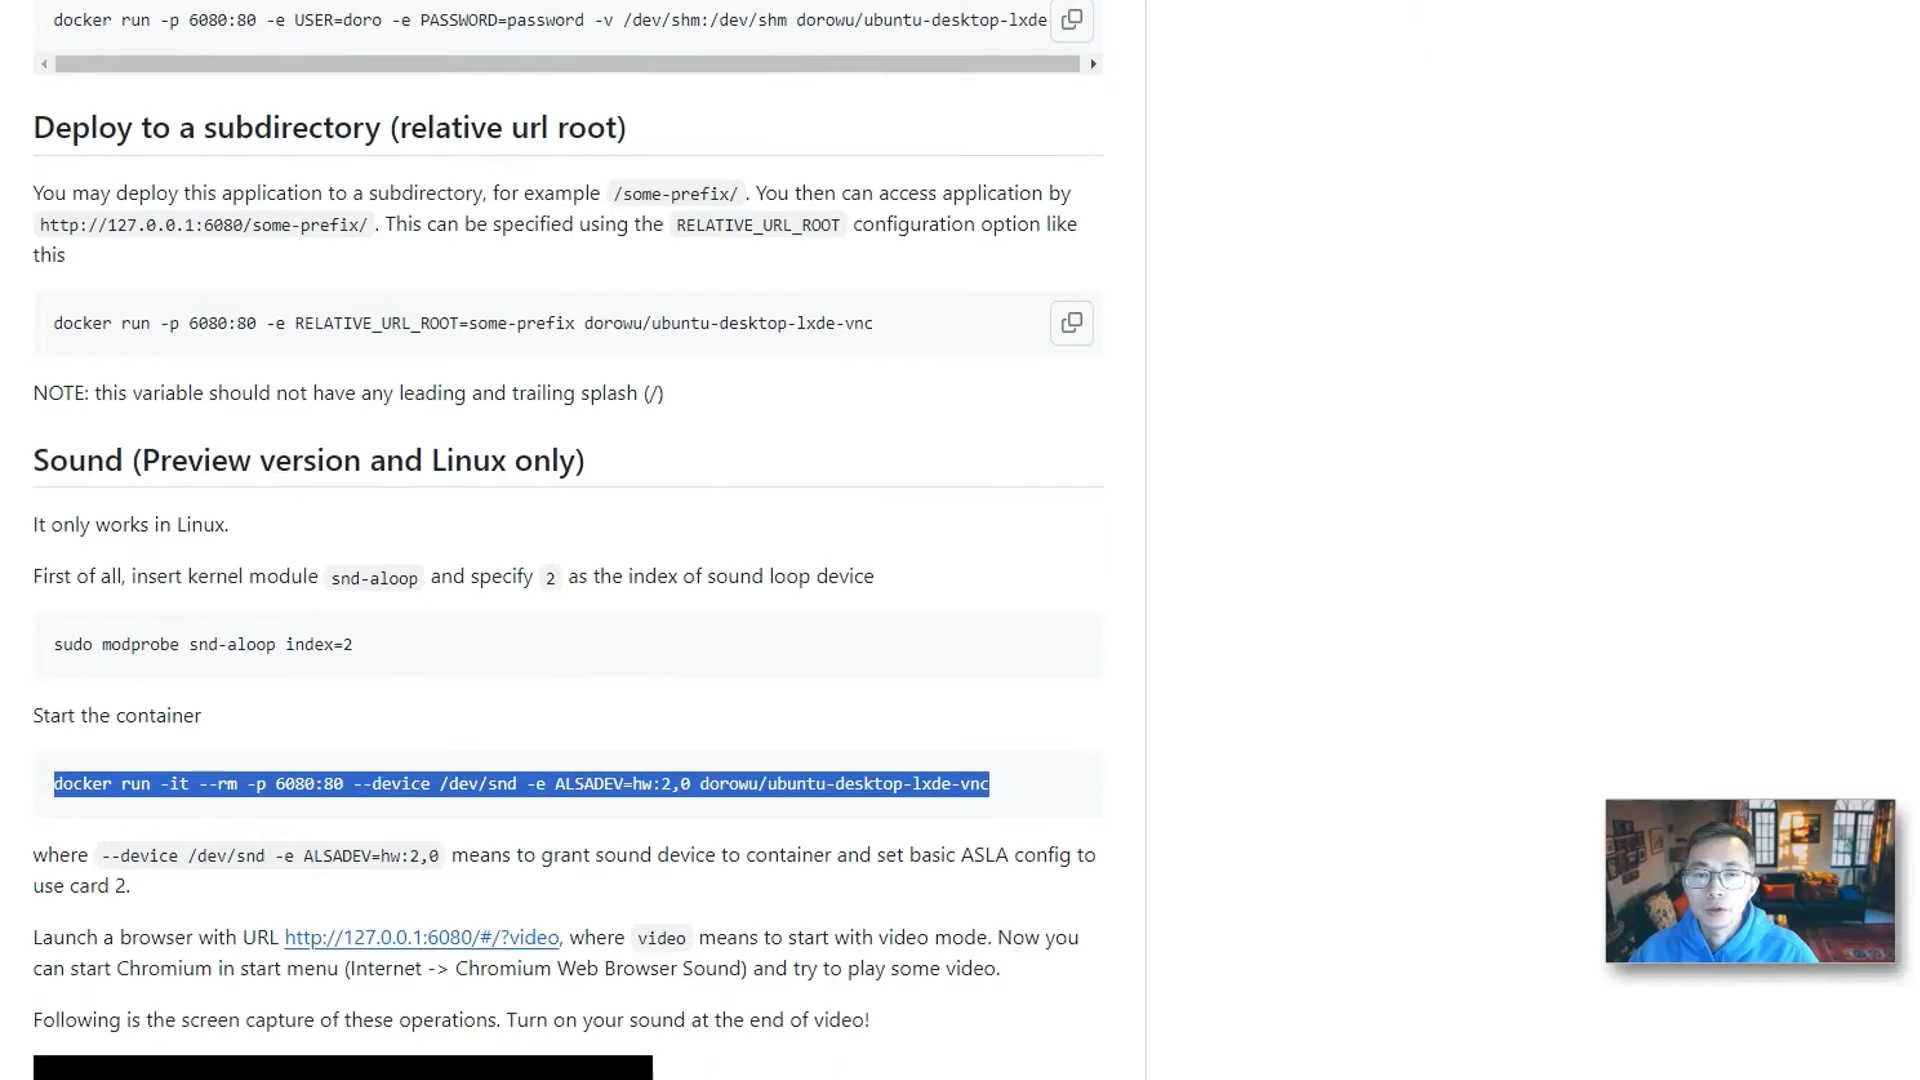 docker run -p 6080:80 -e USER=doro -e PASSWORD=password -v /dev/shm:/dev/shm dorowu/ubuntu-desktop-lxde
Deploy to a subdirectory (relative url root)
You may deploy this application to a subdirectory, for example /some-prefix/ . You then can access application by
http://127.0.0.1:6080/some-prefix/ . This can be specified using the RELATIVE_URL_ROOT configuration option like
this
docker run -p 6080:80 -e RELATIVE_URL_ROOT=some-prefix dorowu/ubuntu-desktop-lxde-vnc
NOTE: this variable should not have any leading and trailing splash (/)
Sound (Preview version and Linux only)
It only works in Linux.
First of all, insert kernel module snd-aloop and specify 2 as the index of sound loop device
sudo modprobe snd-aloop index=2
Start the container
docker run -it --rm -p 6080:80 --device /dev/snd -e ALSADEV=hw:2,0 dorowu/ubuntu-desktop-lxde-vnc
where --device /dev/snd -e ALSADEV=hw:2,0 means to grant sound device to container and set basic ASLA config to
use card 2.
Launch a browser with URL http://127.0.0.1:6080/#/?video, where video means to start with video mode. Now you
can start Chromium in start menu (Internet -> Chromium Web Browser Sound) and try to play some video.
Following is the screen capture of these operations. Turn on your sound at the end of video!